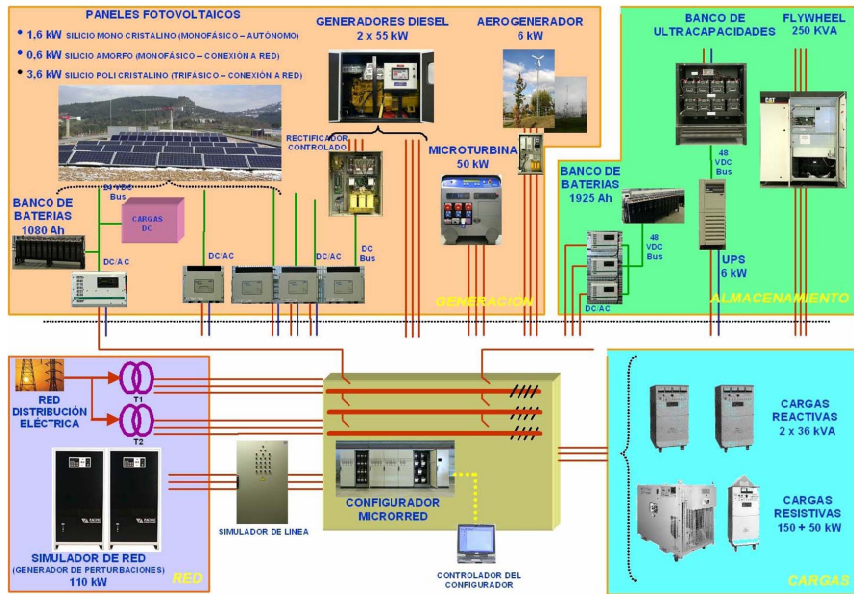 PANELES FOTOVOLTAICOS
• 1,6 kW SILICIO MONO CRISTALINO (MONOFÁSICO – AUTÓNOMO)
• 0,6 kW SILICIO AMORFO (MONOFÁSICO – CONEXIÓN A RED)
• 3,6 kW SILICIO POLI CRISTALINO (TRIFÁSICO – CONEXIÓN A RED)
GENERADORES DIESEL
2 x 55 kW
AEROGENERADOR
6 kW
RECTIFICADOR
CONTROLADO
MICROTURBINA
50 kW
24 VDC
Bus
BANCO DE
BATERIAS
1080 Ah
CARGAS
DC
DC/AC
DC/AC
DC
Bus
GENERACIÓN
BANCO DE
ULTRACAPACIDADES
FLYWHEEL
250 KVA
CAT
48
VDC
Bus
BANCO DE
BATERIAS
1925 Ah
48
VDC
Bus
UPS
6 kW
DC/AC
ALMACENAMIENTO
RED
DISTRIBUCIÓN
ELÉCTRICA
T1
T2
SIMULADOR DE RED
(GENERADOR DE PERTURBACIONES)
110 kW
RED
SIMULADOR DE LINEA
CONFIGURADOR
MICRORRED
CONTROLADOR DEL
CONFIGURADOR
CARGAS
REACTIVAS
2 x 36 kVA
CARGAS
RESISTIVAS
150 + 50 kW
CARGAS